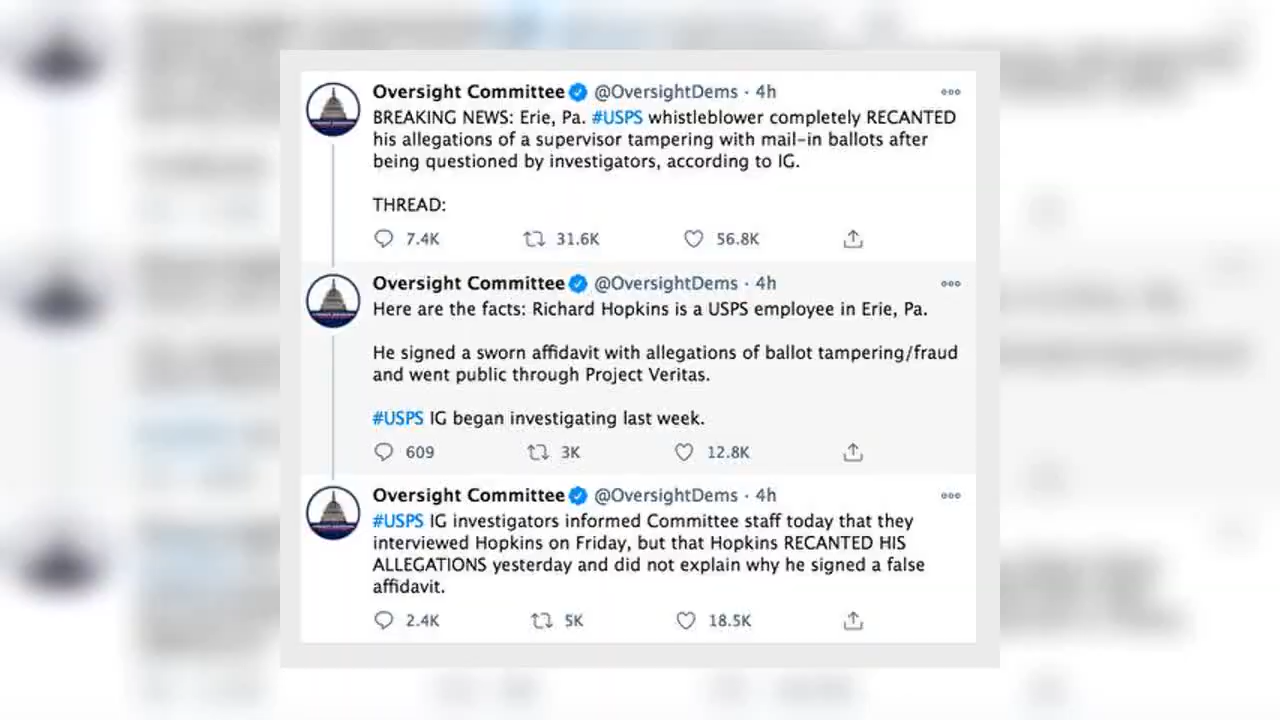 Oversight Committee @OversightDems · 4h
BREAKING NEWS: Erie, Pa. #USPS whistleblower completely RECANTED
his allegations of a supervisor tampering with mail-in ballots after
being questioned by investigators, according to IG.
THREAD:
7.4K 31.6K 56.8K
Oversight Committee @OversightDems · 4h
Here are the facts: Richard Hopkins is a USPS employee in Erie, Pa.
He signed a sworn affidavit with allegations of ballot tampering/fraud
and went public through Project Veritas.
#USPS IG began investigating last week.
609 3K 12.8K
Oversight Committee @OversightDems · 4h
#USPS IG investigators informed Committee staff today that they
interviewed Hopkins on Friday, but that Hopkins RECANTED HIS
ALLEGATIONS yesterday and did not explain why he signed a false
affidavit.
2.4K 5K 18.5K